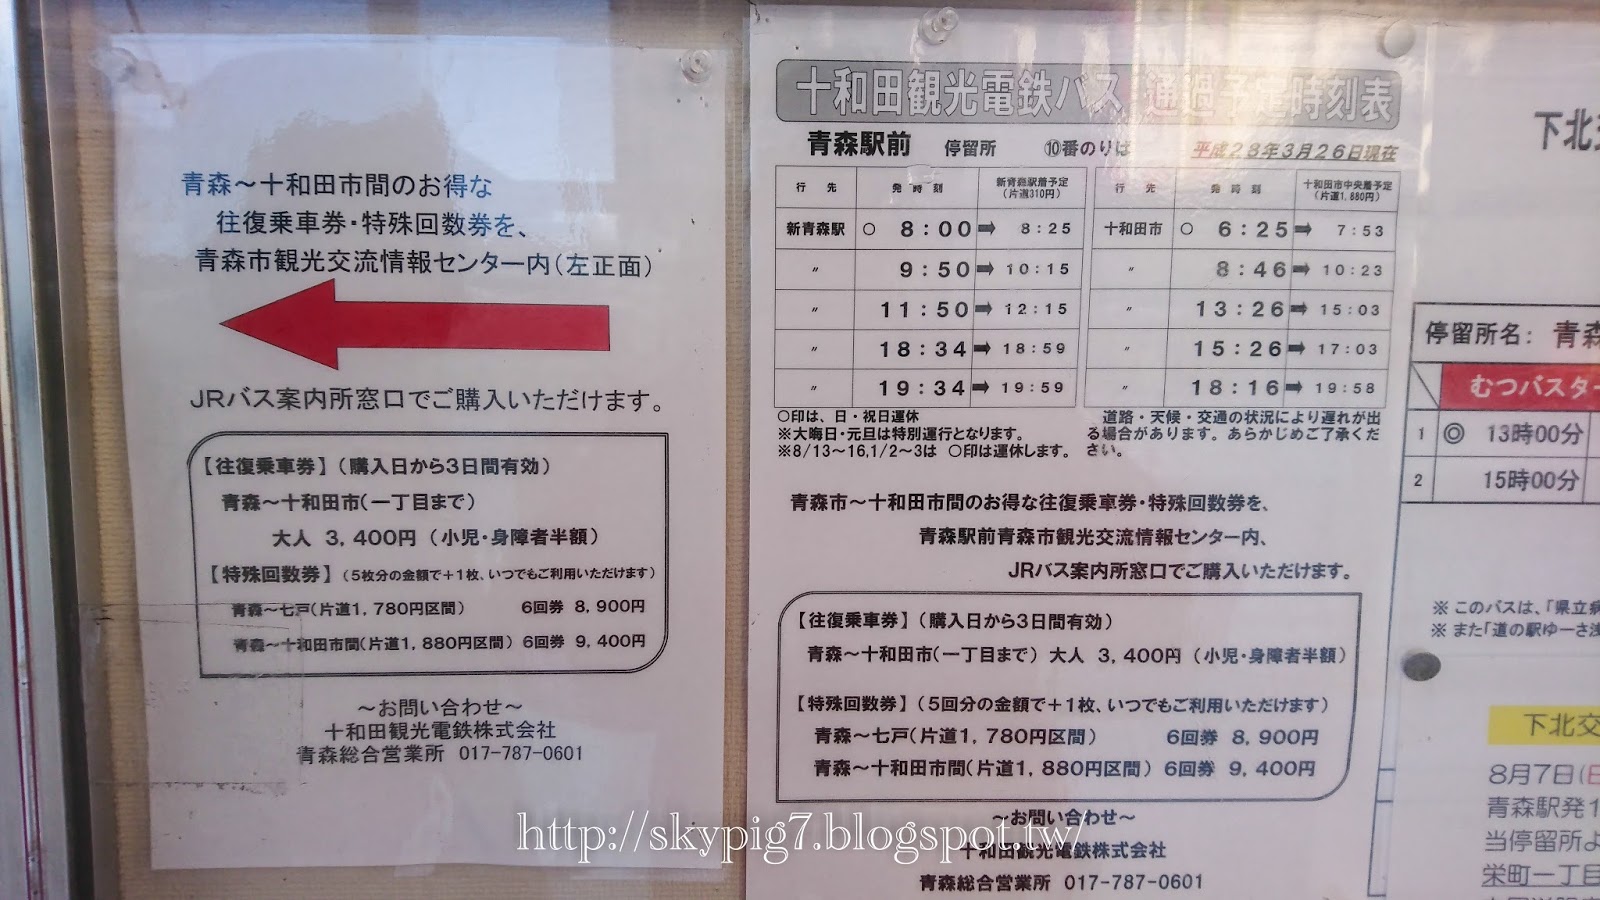 青森~十和田市間のお得な
往復乗車券・特殊回数券を、
青森市観光交流情報センター内(左正面)
JRバス案内所窓口でご購入いただけます。
【往復乗車券】(購入日から3日間有効)
青森~十和田市(一丁目まで)
大人 3,400円 (小児・身障者半額)
【特殊回数券】(5枚分の金額で+1枚、いつでもご利用いただけます)
青森~七戸(片道1,780円区間) 6回券 8,900円
青森~十和田市間(片道1,880円区間) 6回券 9,400円
~お問い合わせ~
十和田観光電鉄株式会社
青森総合営業所 017-787-0601
十和田観光電鉄バス 通過予定時刻表
青森駅前 停留所 ⑩番のりば 平成28年3月26日現在
行先 発時刻 新青森駅着予定(片道310円)
新青森駅 ○ 8:00➡ 8:25
〃 9:50➡ 10:15
〃 11:50➡ 12:15
〃 18:34➡ 18:59
〃 19:34➡ 19:59
行先 発時刻 十和田市中央着予定(片道1,880円)
十和田市 ○ 6:25➡ 7:53
〃 8:46➡ 10:23
〃 13:26➡ 15:03
〃 15:26➡ 17:03
〃 18:16➡ 19:58
○印は、日・祝日運休
※大晦日・元旦は特別運行となります。
※8/13~16,1/2~3は ○印は運休します。
道路・天候・交通の状況により遅れが出
る場合があります。あらかじめご了承くだ
さい。
青森市~十和田市間のお得な往復乗車券・特殊回数券を、
青森駅前青森市観光交流情報センター内、
JRバス案内所窓口でご購入いただけます。
【往復乗車券】(購入日から3日間有効)
青森~十和田市(一丁目まで) 大人 3,400円 (小児・身障者半額)
【特殊回数券】(5回分の金額で+1枚、いつでもご利用いただけます)
青森~七戸(片道1,780円区間) 6回券 8,900円
青森~十和田市間(片道1,880円区間) 6回券 9,400円
~お問い合わせ~
十和田観光電鉄株式会社
青森総合営業所 017-787-0601
下北
停留所名: 青森
むつバスター
1 ◎ 13時00分
2 15時00分
※ このバスは、「県立病
※ また「道の駅ゆーさ浅
下北交
8月7日(日
青森駅発1
当停留所よ
栄町一丁目
http://skypig7.blogspot.tw/